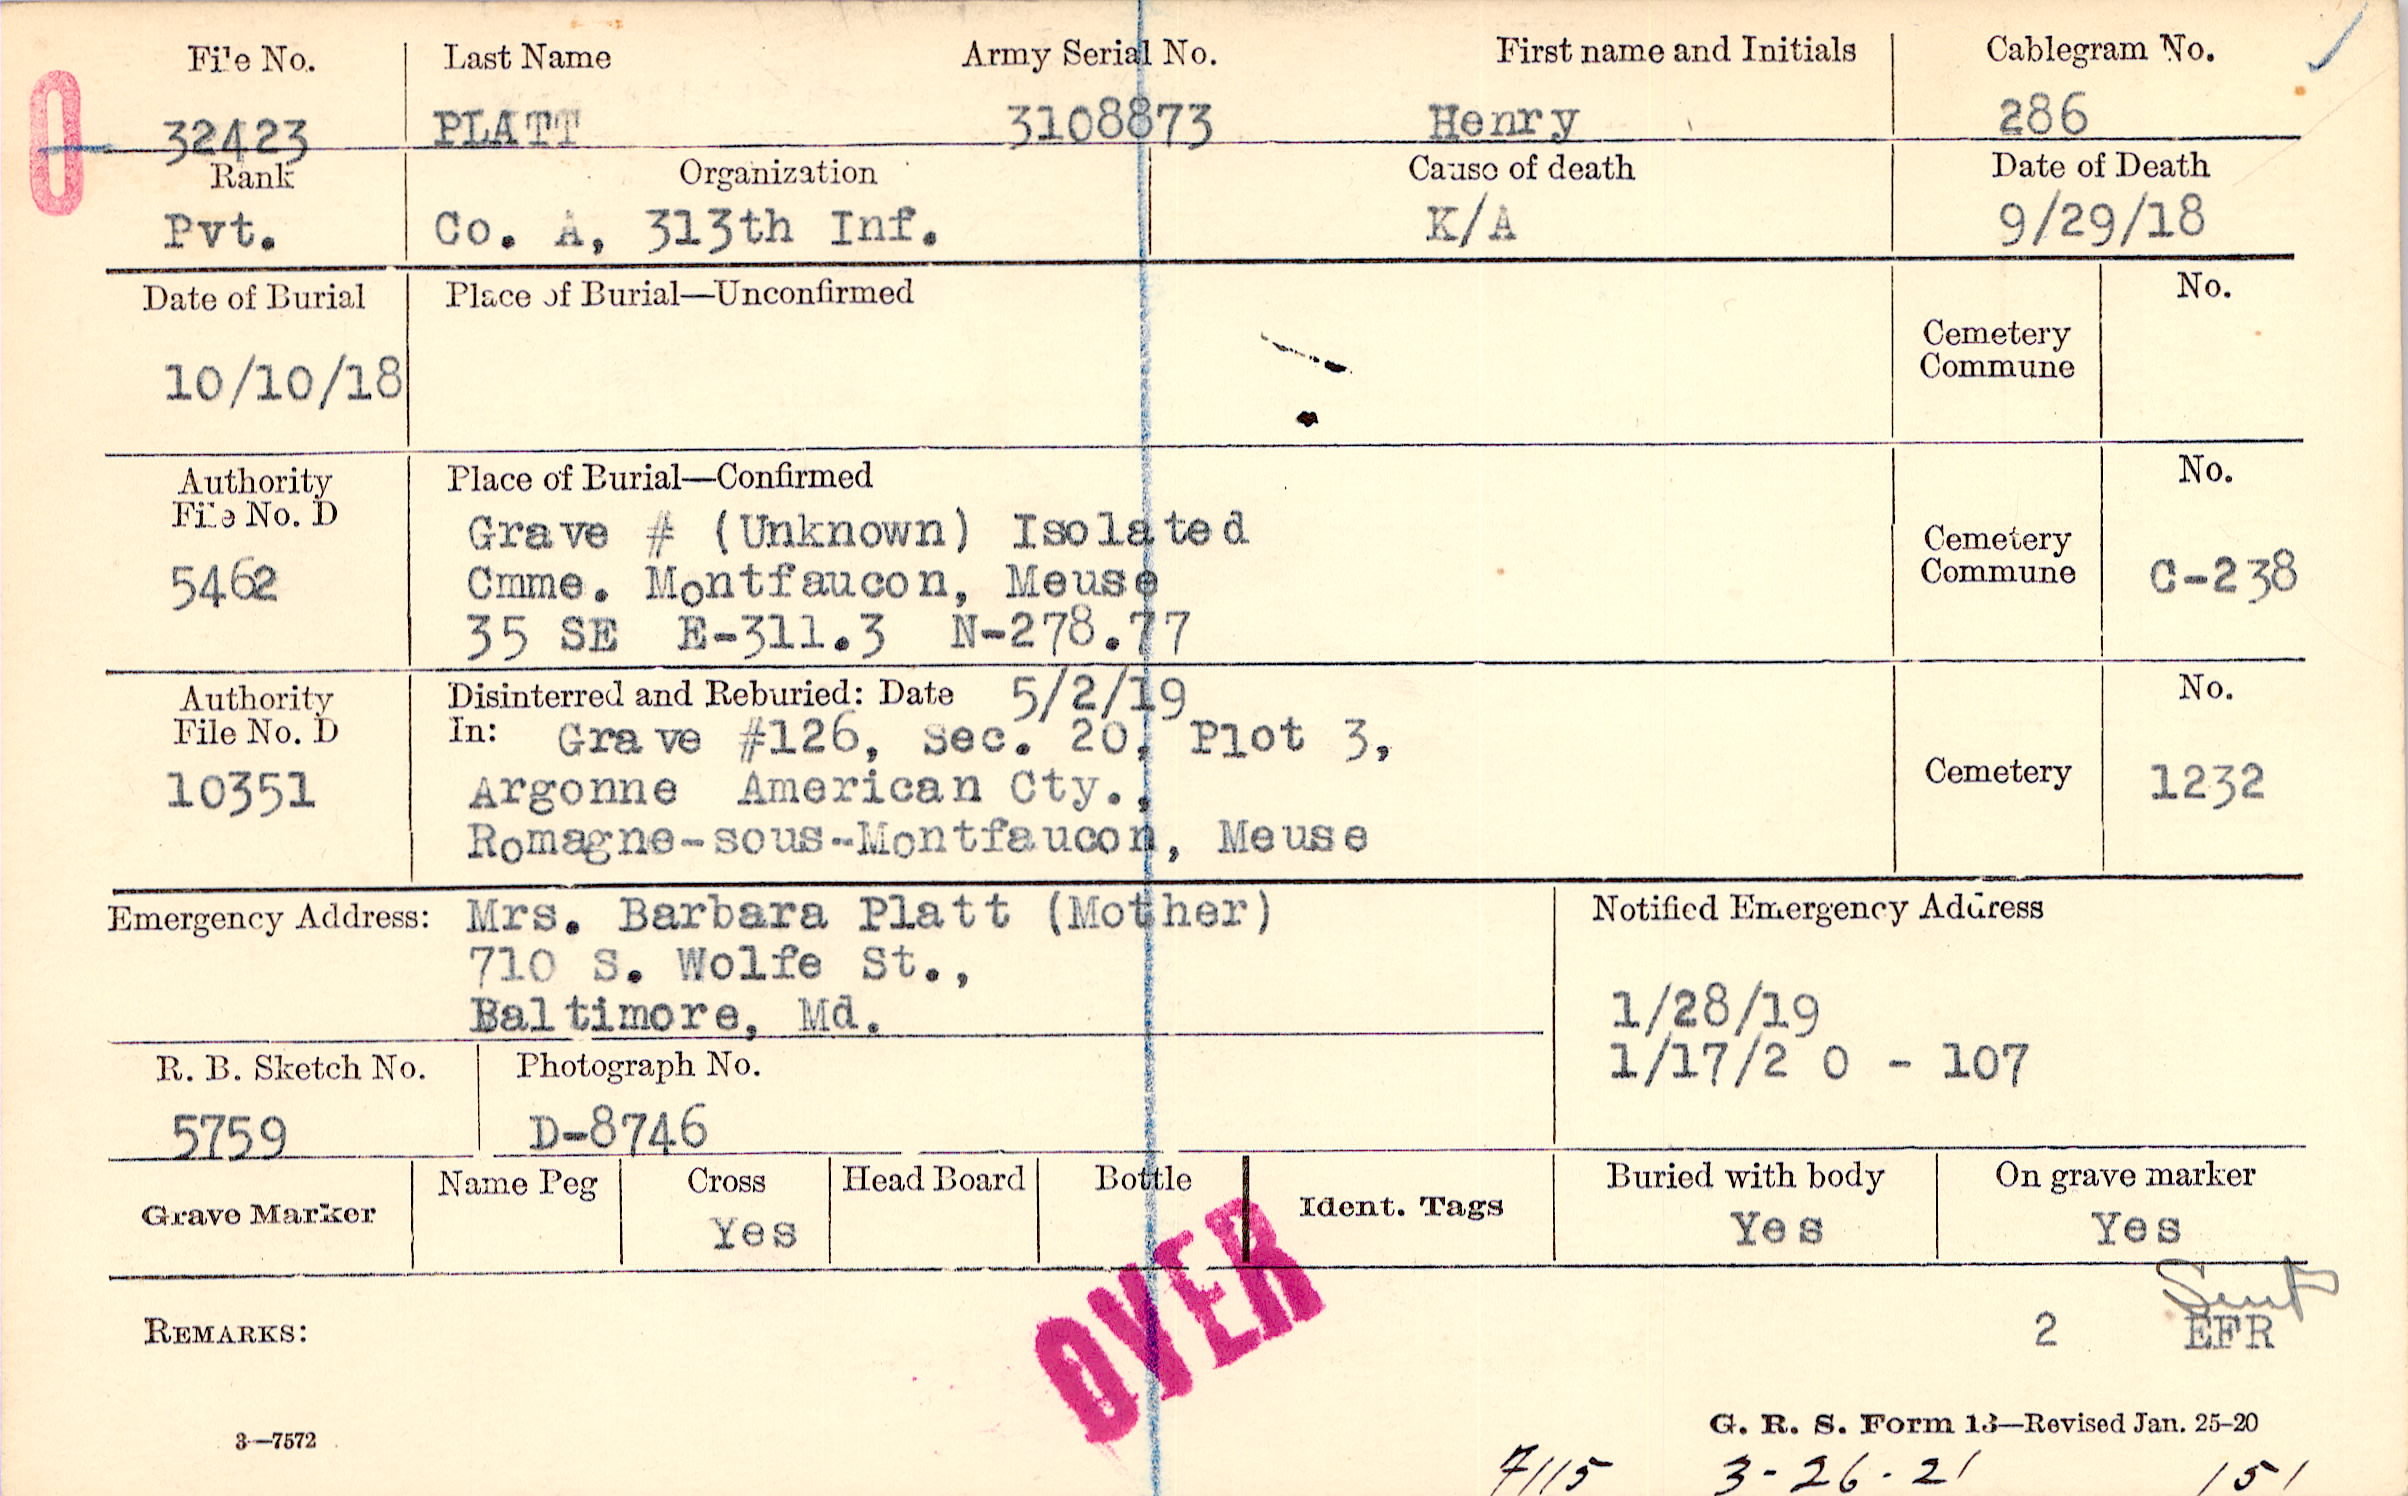 File No. Last Name Army Serial No. First name and Initials Cablegram No.
0 32423 PLATT 3108873 Henry 286
Rank Organization Cause of death Date of Death
Pvt. Co. A, 313th Inf. K/A 9/29/18
Date of Burial Place of Burial—Unconfirmed No.
Cemetery
Commune
10/10/18
Authority Place of Burial—Confirmed No.
File No. D
Grave # (Unknown) Isolated Cemetery
5462 Cmme. Montfaucon, Meuse Commune C-238
35 SE E-311.3 N-278.77
Authority Disinterred and Reburied: Date 5/2/19 No.
File No. D In: Grave #126, Sec. 20, Plot 3,
10351 Argonne American Cty., Cemetery 1232
Romagne-sous-Montfaucon, Meuse
Emergency Address: Mrs. Barbara Platt (Mother) Notified Emergency Address
710 S. Wolfe St.,
Baltimore, Md. 1/28/19
R. B. Sketch No. Photograph No. 1/17/2 0 - 107
5759 D-8746
Grave Marker Name Peg Cross Head Board Bottle Ident. Tags Buried with body On grave marker
Yes Yes Yes
OVER
Sent
REMARKS: 2 EFR
3—7572 G. R. S. Form 13—Revised Jan. 25-20
7115 3-26-21 151